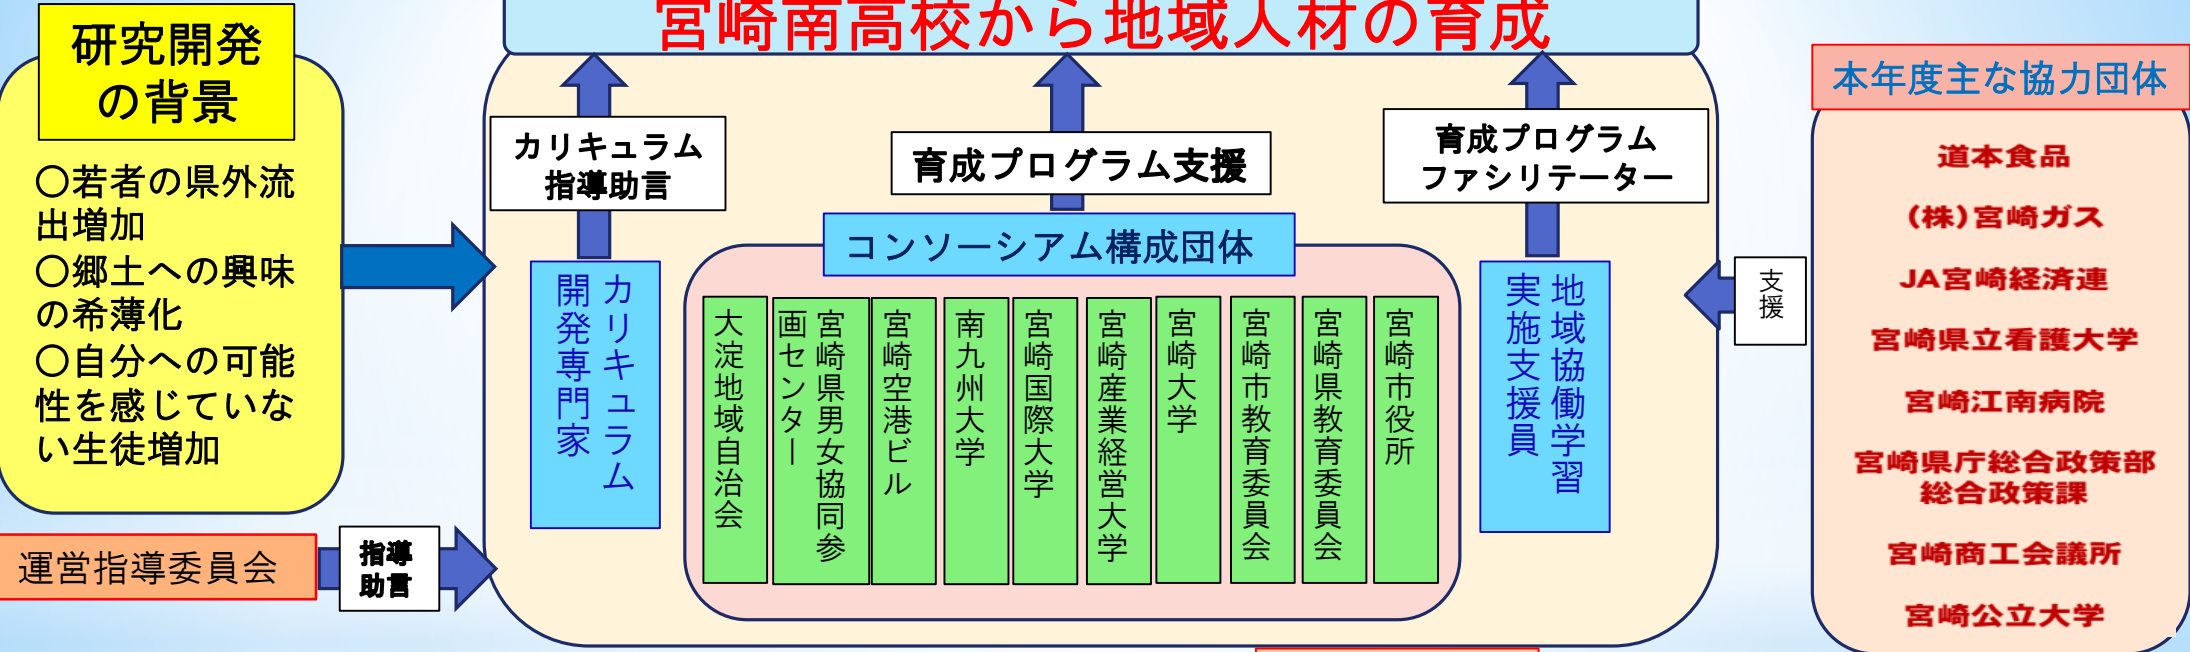 宮崎南高校から地域人材の育成
研究開発
の背景
〇若者の県外流
出増加
〇郷土への興味
の希薄化
〇自分への可能
性を感じていな
い生徒増加
運営指導委員会
指導
助言
カリキュラム
指導助言
育成プログラム支援
育成プログラム
ファシリテーター
カリキュラム
開発専門家
コンソーシアム構成団体
大淀地域自治会
宮崎県男女協同参
画センター
宮崎空港ビル
南九州大学
宮崎国際大学
宮崎産業経営大学
宮崎大学
宮崎市教育委員会
宮崎県教育委員会
宮崎市役所
地域協働学習
実施支援員
支援
本年度主な協力団体
道本食品
(株)宮崎ガス
JA宮崎経済連
宮崎県立看護大学
宮崎江南病院
宮崎県庁総合政策部
総合政策課
宮崎商工会議所
宮崎公立大学